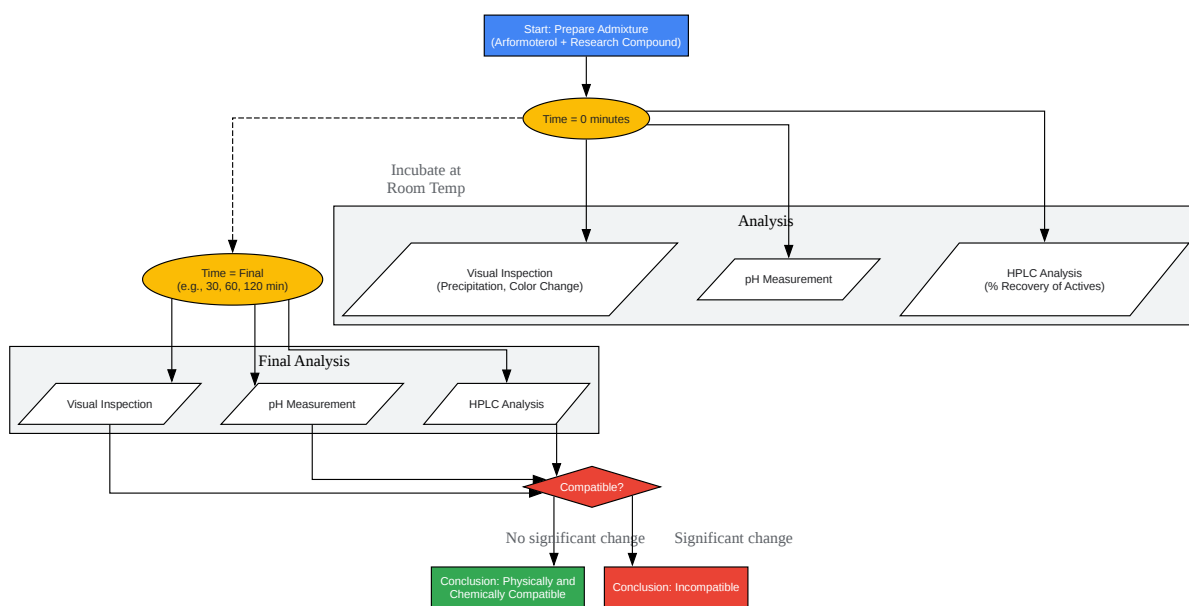 Start: Prepare Admixture
(Arformoterol + Research Compound)
Time = 0 minutes
Incubate at
Room Temp
Analysis
Visual Inspection
(Precipitation, Color Change)
pH Measurement
HPLC Analysis
(% Recovery of Actives)
Time = Final
(e.g., 30, 60, 120 min)
Final Analysis
Visual Inspection
pH Measurement
HPLC Analysis
Compatible?
No significant change
Significant change
Conclusion: Physically and
Chemically Compatible
Conclusion: Incompatible